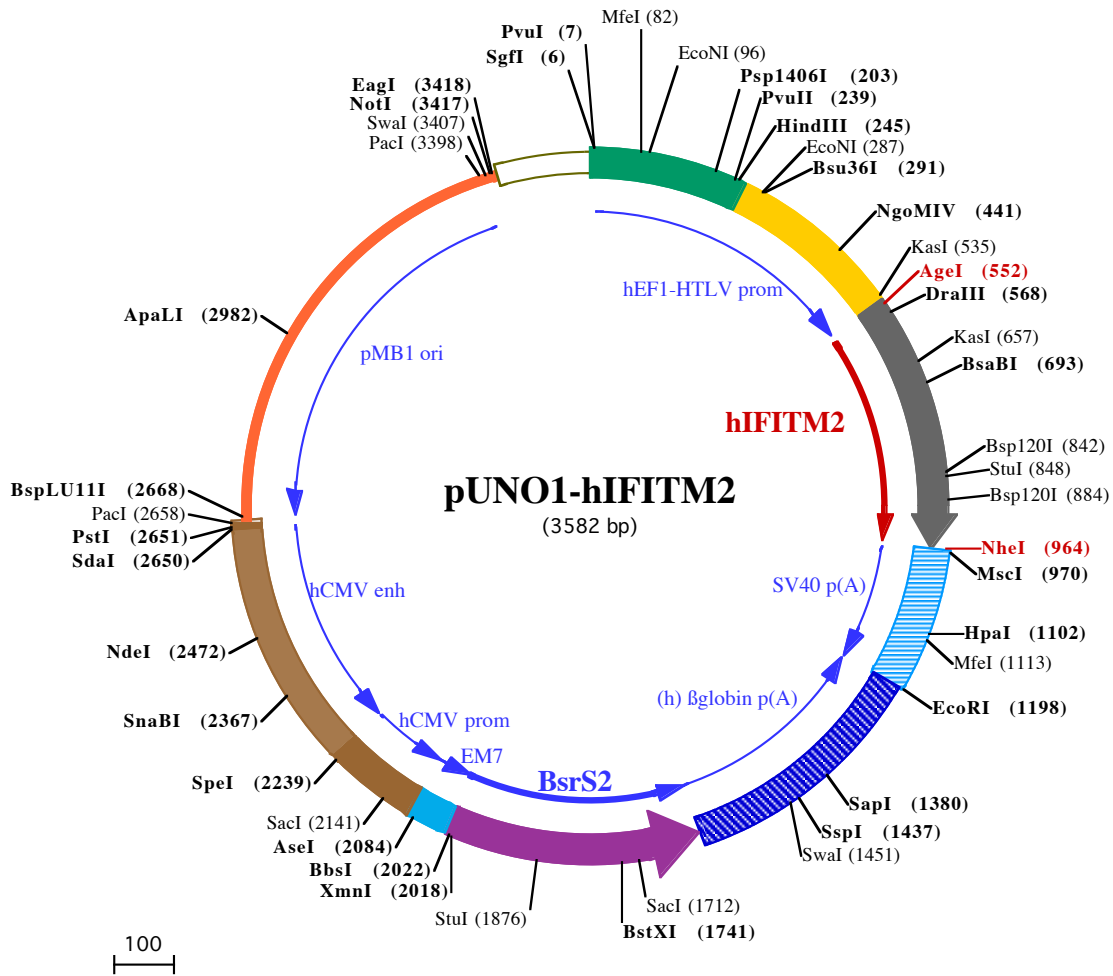 PvuI (7)
SgfI (6)
MfeI (82)
EcoNI (96)
Psp1406I (203)
PvuII (239)
HindIII (245)
EcoNI (287)
Bsu36I (291)
NgoMIV (441)
KasI (535)
AgeI (552)
DraIII (568)
KasI (657)
BsaBI (693)
Bsp120I (842)
StuI (848)
Bsp120I (884)
NheI (964)
MscI (970)
HpaI (1102)
MfeI (1113)
EcoRI (1198)
SapI (1380)
SspI (1437)
SwaI (1451)
SacI (1712)
BstXI (1741)
StuI (1876)
XmnI (2018)
BbsI (2022)
AseI (2084)
SacI (2141)
SpeI (2239)
SnaBI (2367)
NdeI (2472)
SdaI (2650)
PstI (2651)
PacI (2658)
BspLU11I (2668)
ApaLI (2982)
PacI (3398)
SwaI (3407)
NotI (3417)
EagI (3418)
hEF1-HTLV prom
hIFITM2
SV40 p(A)
(h) ßglobin p(A)
BsrS2
EM7
hCMV prom
hCMV enh
pMB1 ori
pUNO1-hIFITM2
(3582 bp)
100